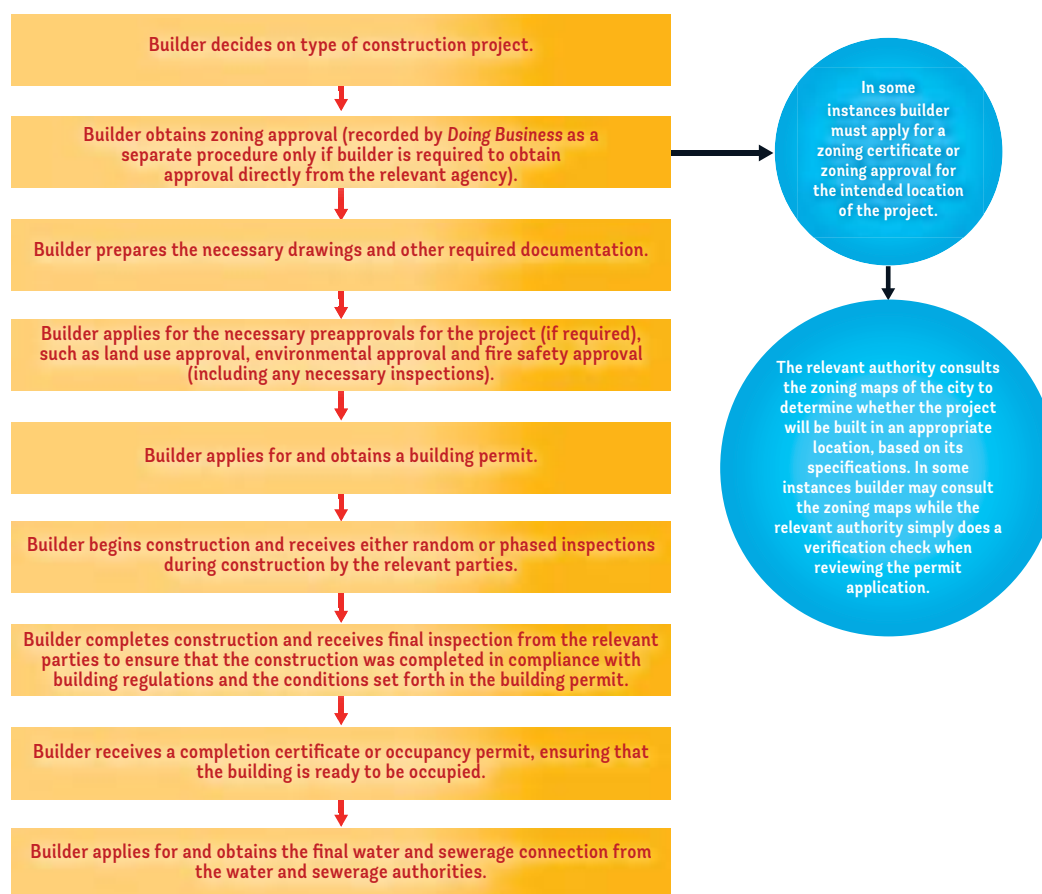 Builder decides on type of construction project.
Builder obtains zoning approval (recorded by Doing Business as a
separate procedure only if builder is required to obtain
approval directly from the relevant agency).
Builder prepares the necessary drawings and other required documentation.
Builder applies for the necessary preapprovals for the project (if required),
such as land use approval, environmental approval and fire safety approval
(including any necessary inspections).
Builder applies for and obtains a building permit.
Builder begins construction and receives either random or phased inspections
during construction by the relevant parties.
Builder completes construction and receives final inspection from the relevant
parties to ensure that the construction was completed in compliance with
building regulations and the conditions set forth in the building permit.
Builder receives a completion certificate or occupancy permit, ensuring that
the building is ready to be occupied.
Builder applies for and obtains the final water and sewerage connection from
the water and sewerage authorities.
In some
instances builder
must apply for a
zoning certificate or
zoning approval for
the intended location
of the project.
The relevant authority consults
the zoning maps of the city to
determine whether the project
will be built in an appropriate
location, based on its
specifications. In some
instances builder may consult
the zoning maps while the
relevant authority simply does a
verification check when
reviewing the permit
application.